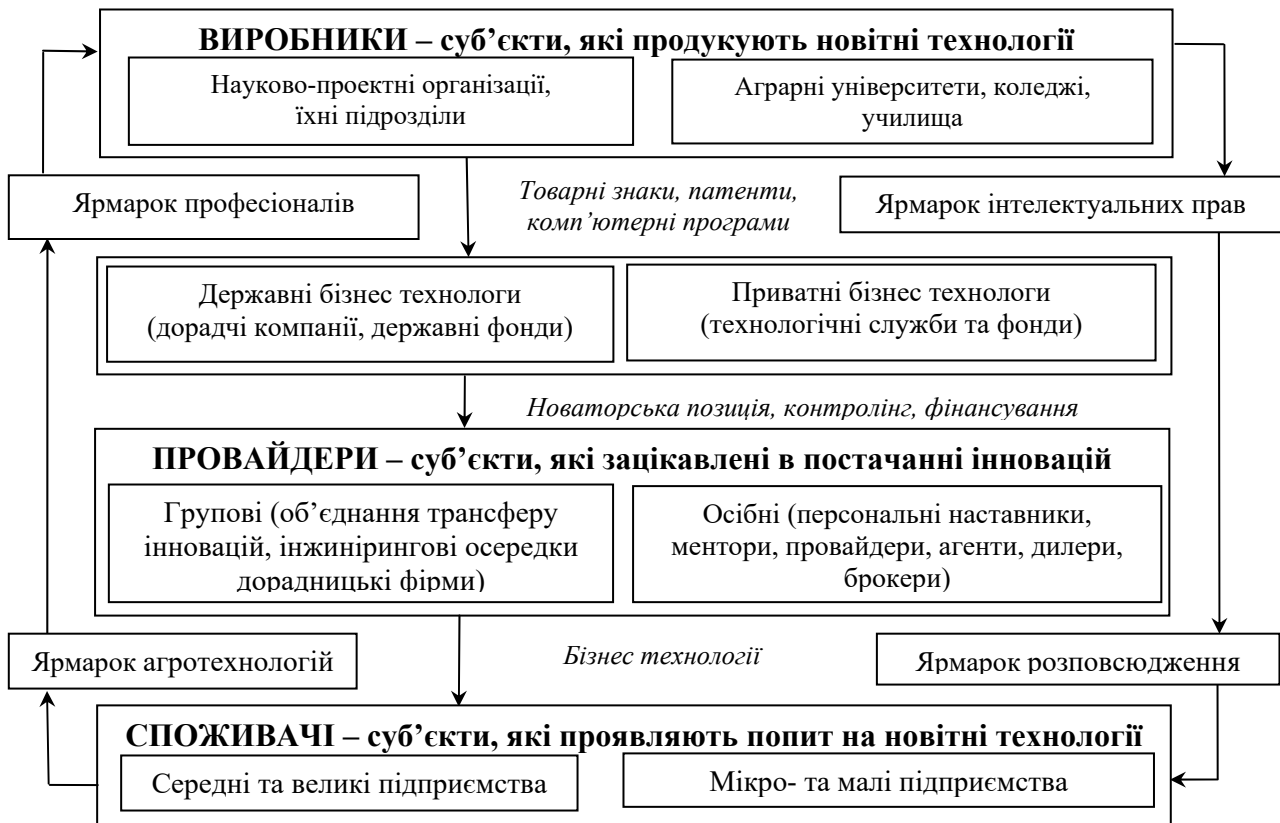 ВИРОБНИКИ – суб’єкти, які продукують новітні технології
Науково-проектні організації,
їхні підрозділи
Аграрні університети, коледжі,
училища
Ярмарок професіоналів
Товарні знаки, патенти,
комп’ютерні програми
Ярмарок інтелектуальних прав
Державні бізнес технологи
(дорадчі компанії, державні фонди)
Приватні бізнес технологи
(технологічні служби та фонди)
Новаторська позиція, контролінг, фінансування
ПРОВАЙДЕРИ – суб’єкти, які зацікавлені в постачанні інновацій
Групові (об’єднання трансферу
інновацій, інжинірингові осередки
дорадницькі фірми)
Осібні (персональні наставники,
ментори, провайдери, агенти, дилери,
брокери)
Ярмарок агротехнологій
Бізнес технології
Ярмарок розповсюдження
СПОЖИВАЧІ – суб’єкти, які проявляють попит на новітні технології
Середні та великі підприємства
Мікро- та малі підприємства